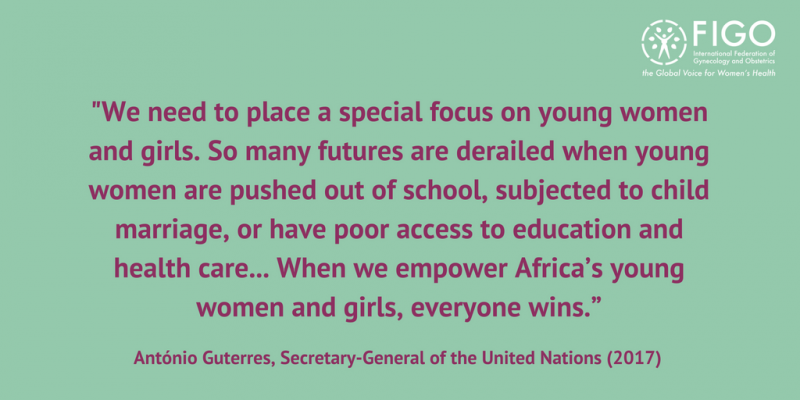 FIGO
International Federation of
Gynecology and Obstetrics
the Global Voice for Women's Health
"We need to place a special focus on young women
and girls. So many futures are derailed when young
women are pushed out of school, subjected to child
marriage, or have poor access to education and
health care... When we empower Africa’s young
women and girls, everyone wins.”
António Guterres, Secretary-General of the United Nations (2017)